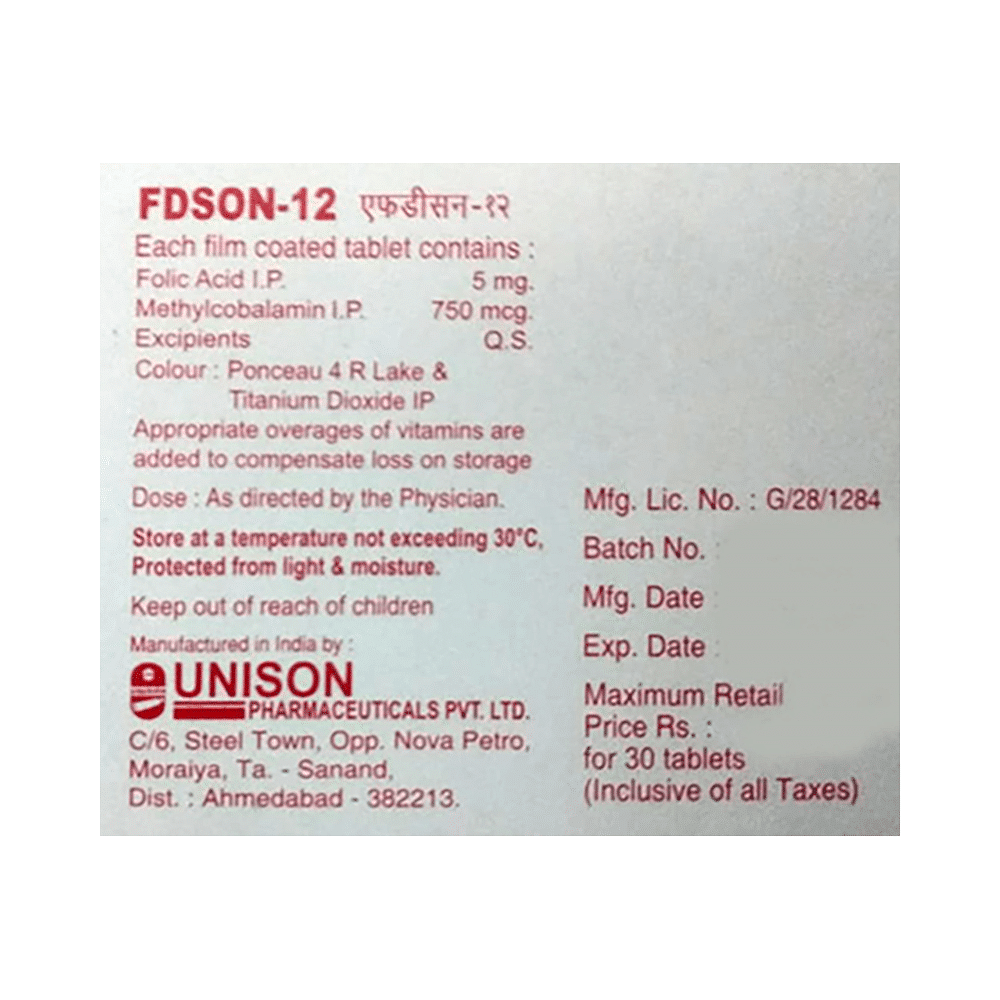 FDSON-12 एफडीसन-१२
Each film coated tablet contains :
Folic Acid I.P. 5 mg.
Methylcobalamin I.P. 750 mcg.
Excipients Q.S.
Colour : Ponceau 4 R Lake &
Titanium Dioxide IP
Appropriate overages of vitamins are
added to compensate loss on storage
Dose : As directed by the Physician.
Store at a temperature not exceeding 30°C,
Protected from light & moisture.
Keep out of reach of children
Manufactured in India by :
UNISON
PHARMACEUTICALS PVT. LTD.
C/6, Steel Town, Opp. Nova Petro,
Moraiya, Ta. - Sanand,
Dist. : Ahmedabad - 382213.
Mfg. Lic. No. : G/28/1284
Batch No. :
Mfg. Date :
Exp. Date :
Maximum Retail
Price Rs. :
for 30 tablets
(Inclusive of all Taxes)